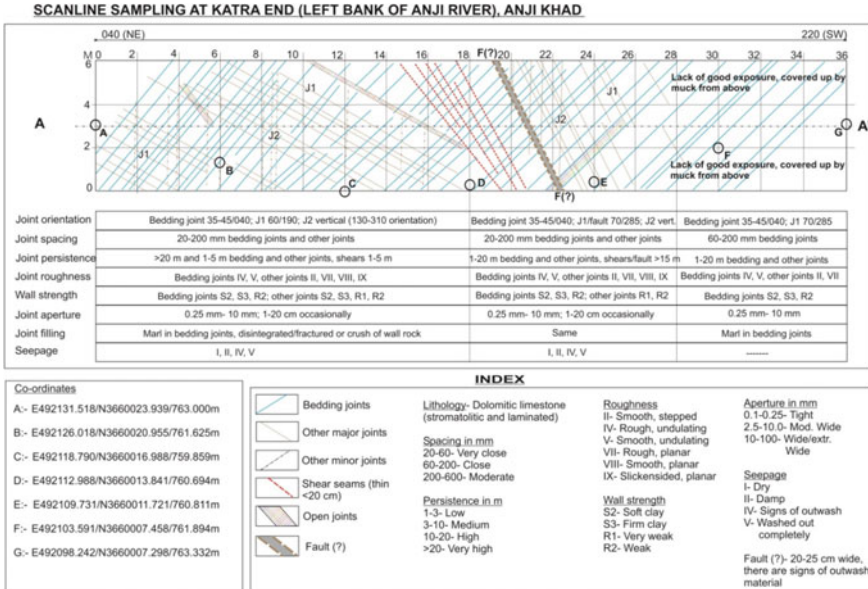 SCANLINE SAMPLING AT KATRA END (LEFT BANK OF ANJI RIVER), ANJI KHAD
040 (NE) 220 (SW)
M 0 2 4 6 8 10 12 14 16 18 F(?) 20 22 24 26 28 30 32 34 36
6
J1 J1 Lack of good exposure, covered up by
muck from above
4
A A
A G
J1 J2 J2 F
2
B Lack of good exposure, covered up by
muck from above
0 C D F(?) E
Joint orientation Bedding joint 35-45/040; J1 60/190; J2 vertical (130-310 orientation) Bedding joint 35-45/040; J1/fault 70/285; J2 vert. Bedding joint 35-45/040, J1 70/285
Joint spacing 20-200 mm bedding joints and other joints 20-200 mm bedding joints and other joints 60-200 mm bedding joints
Joint persistence >20 m and 1-5 m bedding and other joints, shears 1-5 m 1-20 m bedding and other joints, shears/fault >15 m 1-20 m bedding and other joints
Joint roughness Bedding joints IV, V, other joints II, VII, VIII, IX Bedding joints IV, V, other joints II, VII, VIII, IX Bedding joints IV, V, other joints II, VII
Wall strength Bedding joints S2, S3, R2; other joints S2, S3, R1, R2 Bedding joints S2, S3, R2; other joints R1, R2 Bedding joints S2, S3, R2
Joint aperture 0.25 mm- 10 mm; 1-20 cm occasionally 0.25 mm- 10 mm; 1-20 cm occasionally 0.25 mm- 10 mm
Joint filling Marl in bedding joints, disintegrated/fractured or crush of wall rock Same Marl in bedding joints
Seepage I, II, IV, V I, II, IV, V -------
Co-ordinates
A:- E492131.518/N3660023.939/763.000m
B:- E492126.018/N3660020.955/761.625m
C:- E492118.790/N3660016.988/759.859m
D:- E492112.988/N3660013.841/760.694m
E:- E492109.731/N3660011.721/760.811m
F:- E492103.591/N3660007.458/761.894m
G:- E492098.242/N3660007.298/763.332m
INDEX
Bedding joints
Other major joints
Other minor joints
Shear seams (thin
<20 cm)
Open joints
Fault (?)
Lithology- Dolomitic limestone
(stromatolitic and laminated)
Spacing in mm
20-60- Very close
60-200- Close
200-600- Moderate
Persistence in m
1-3- Low
3-10- Medium
10-20- High
>20- Very high
Roughness
II- Smooth, stepped
IV- Rough, undulating
V- Smooth, undulating
VII- Rough, planar
VIII- Smooth, planar
IX- Slickensided, planar
Wall strength
S2- Soft clay
S3- Firm clay
R1- Very weak
R2- Weak
Aperture in mm
0.1-0.25- Tight
2.5-10.0- Mod. Wide
10-100- Wide/extr.
Wide
Seepage
I- Dry
II- Damp
IV- Signs of outwash
V- Washed out
completely
Fault (?)- 20-25 cm wide,
there are signs of outwash
material